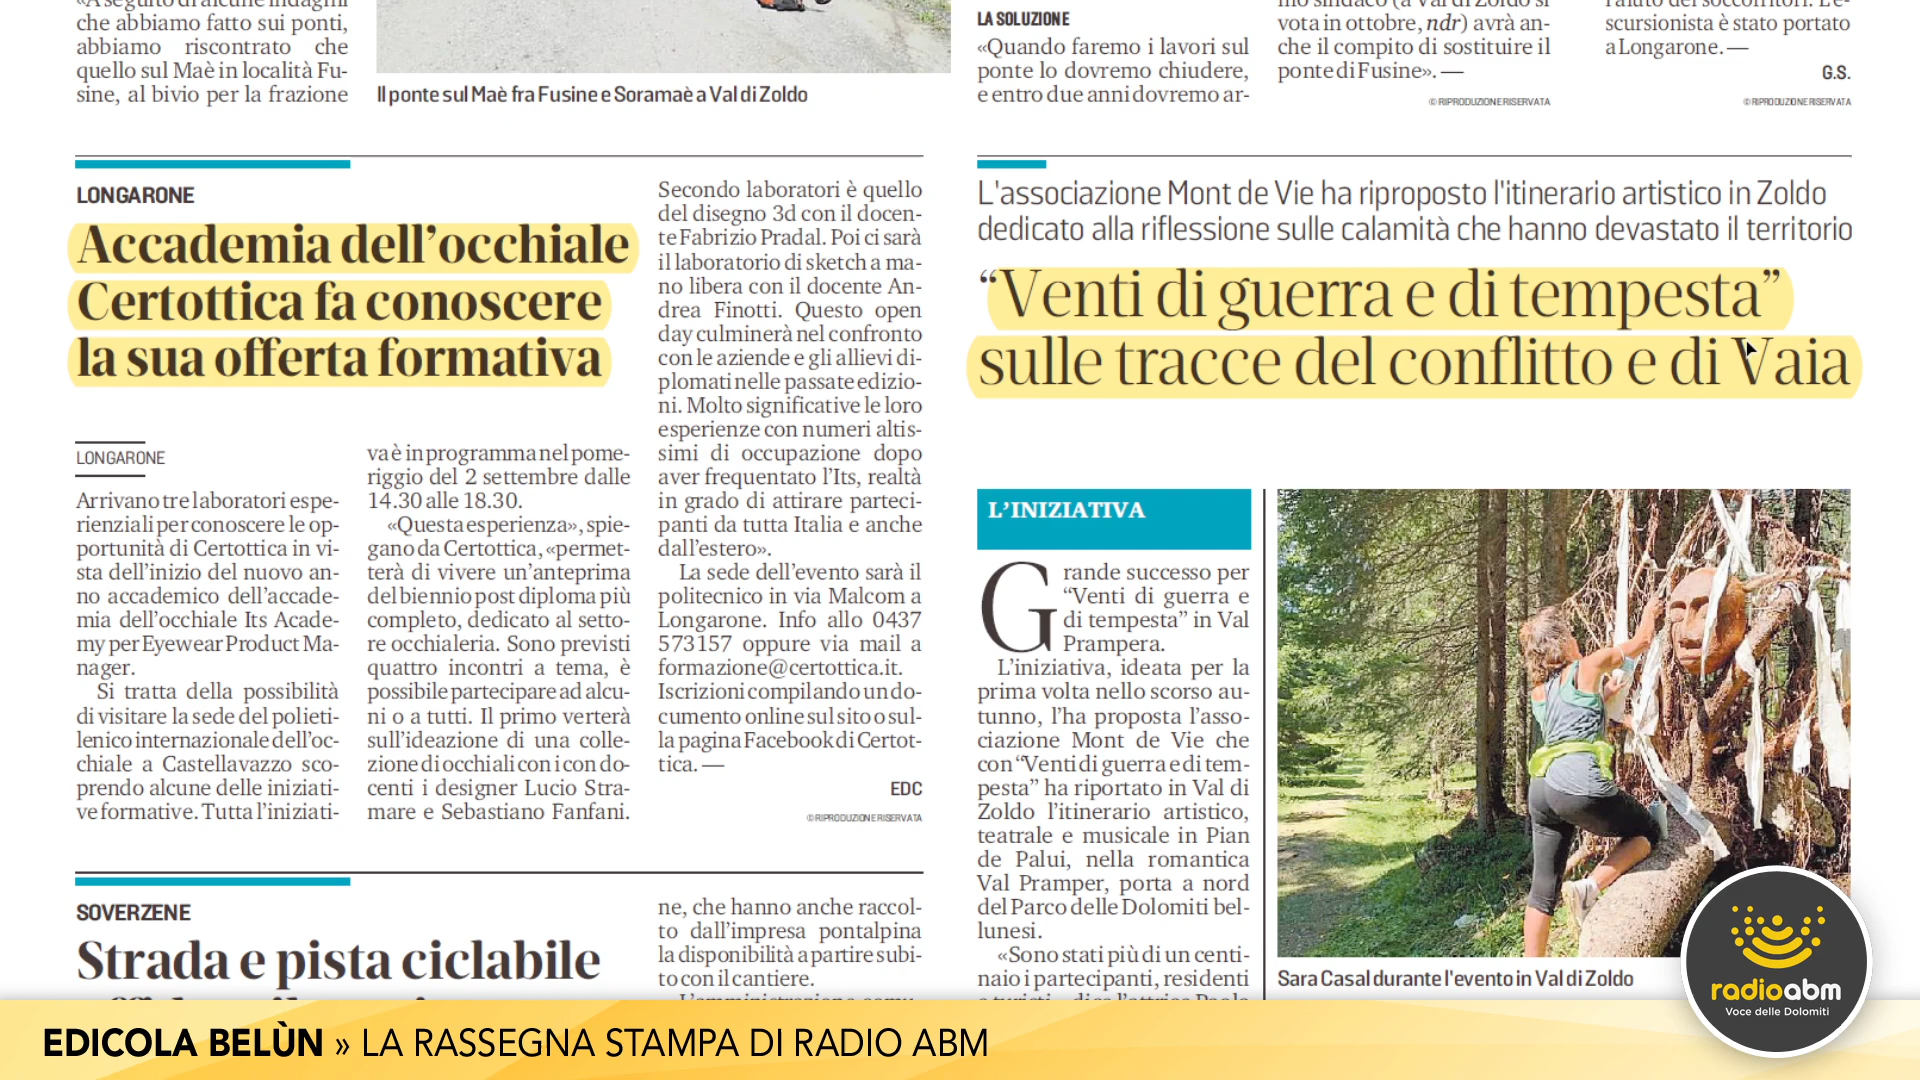 che abbiamo fatto sui ponti,
abbiamo riscontrato che
quello sul Maè in località Fu-
sine, al bivio per la frazione
Il ponte sul Maè fra Fusine e Soramaè a Val di Zoldo
LA SOLUZIONE
«Quando faremo i lavori sul
ponte lo dovremo chiudere,
e entro due anni dovremo ar-
vota in ottobre, ndr) avrà an-
che il compito di sostituire il
ponte di Fusine». —
© RIPRODUZIONE RISERVATA
scursionista è stato portato
a Longarone. —
G.S.
© RIPRODUZIONE RISERVATA
LONGARONE
Accademia dell'occhiale
Certottica fa conoscere
la sua offerta formativa
LONGARONE
Arrivano tre laboratori espe-
rienziali per conoscere le op-
portunità di Certottica in vi-
sta dell'inizio del nuovo an-
no accademico dell'accade-
mia dell'occhiale Its Acade-
my per Eyewear Product Ma-
nager.
Si tratta della possibilità
di visitare la sede del polieti-
lenico internazionale dell'oc-
chiale a Castellavazzo sco-
prendo alcune delle iniziati-
ve formative. Tutta l'iniziati-
va è in programma nel pome-
riggio del 2 settembre dalle
14.30 alle 18.30.
«Questa esperienza», spie-
gano da Certottica, «permet-
terà di vivere un'anteprima
del biennio post diploma più
completo, dedicato al setto-
re occhialeria. Sono previsti
quattro incontri a tema, è
possibile partecipare ad alcu-
ni o a tutti. Il primo verterà
sull'ideazione di una colle-
zione di occhiali con i con do-
centi i designer Lucio Stra-
mare e Sebastiano Fanfani.
Secondo laboratori è quello
del disegno 3d con il docen-
te Fabrizio Pradal. Poi ci sarà
il laboratorio di sketch a ma-
no libera con il docente An-
drea Finotti. Questo open
day culminerà nel confronto
con le aziende e gli allievi di-
plomati nelle passate edizio-
ni. Molto significative le loro
esperienze con numeri altis-
simi di occupazione dopo
aver frequentato l'Its, realtà
in grado di attirare parteci-
panti da tutta Italia e anche
dall'estero».
La sede dell'evento sarà il
politecnico in via Malcom a
Longarone. Info allo 0437
573157 oppure via mail a
formazione@certottica.it.
Iscrizioni compilando un do-
cumento online sul sito o sul-
la pagina Facebook di Certot-
tica. —
EDC
© RIPRODUZIONE RISERVATA
L'associazione Mont de Vie ha riproposto l'itinerario artistico in Zoldo
dedicato alla riflessione sulle calamità che hanno devastato il territorio
“Venti di guerra e di tempesta”
sulle tracce del conflitto e di Vaia
L'INIZIATIVA
Grande successo per
“Venti di guerra e
di tempesta” in Val
Prampera.
L'iniziativa, ideata per la
prima volta nello scorso au-
tunno, l'ha proposta l'asso-
ciazione Mont de Vie che
con “Venti di guerra e di tem-
pesta” ha riportato in Val di
Zoldo l'itinerario artistico,
teatrale e musicale in Pian
de Palui, nella romantica
Val Pramper, porta a nord
del Parco delle Dolomiti bel-
lunesi.
«Sono stati più di un centi-
naio i partecipanti, residenti
Sara Casal durante l'evento in Val di Zoldo
SOVERZENE
Strada e pista ciclabile
ne, che hanno anche raccol-
to dall'impresa pontalpina
la disponibilità a partire subi-
to con il cantiere.
radioabm
Voce delle Dolomiti
EDICOLA BELÙN » LA RASSEGNA STAMPA DI RADIO ABM